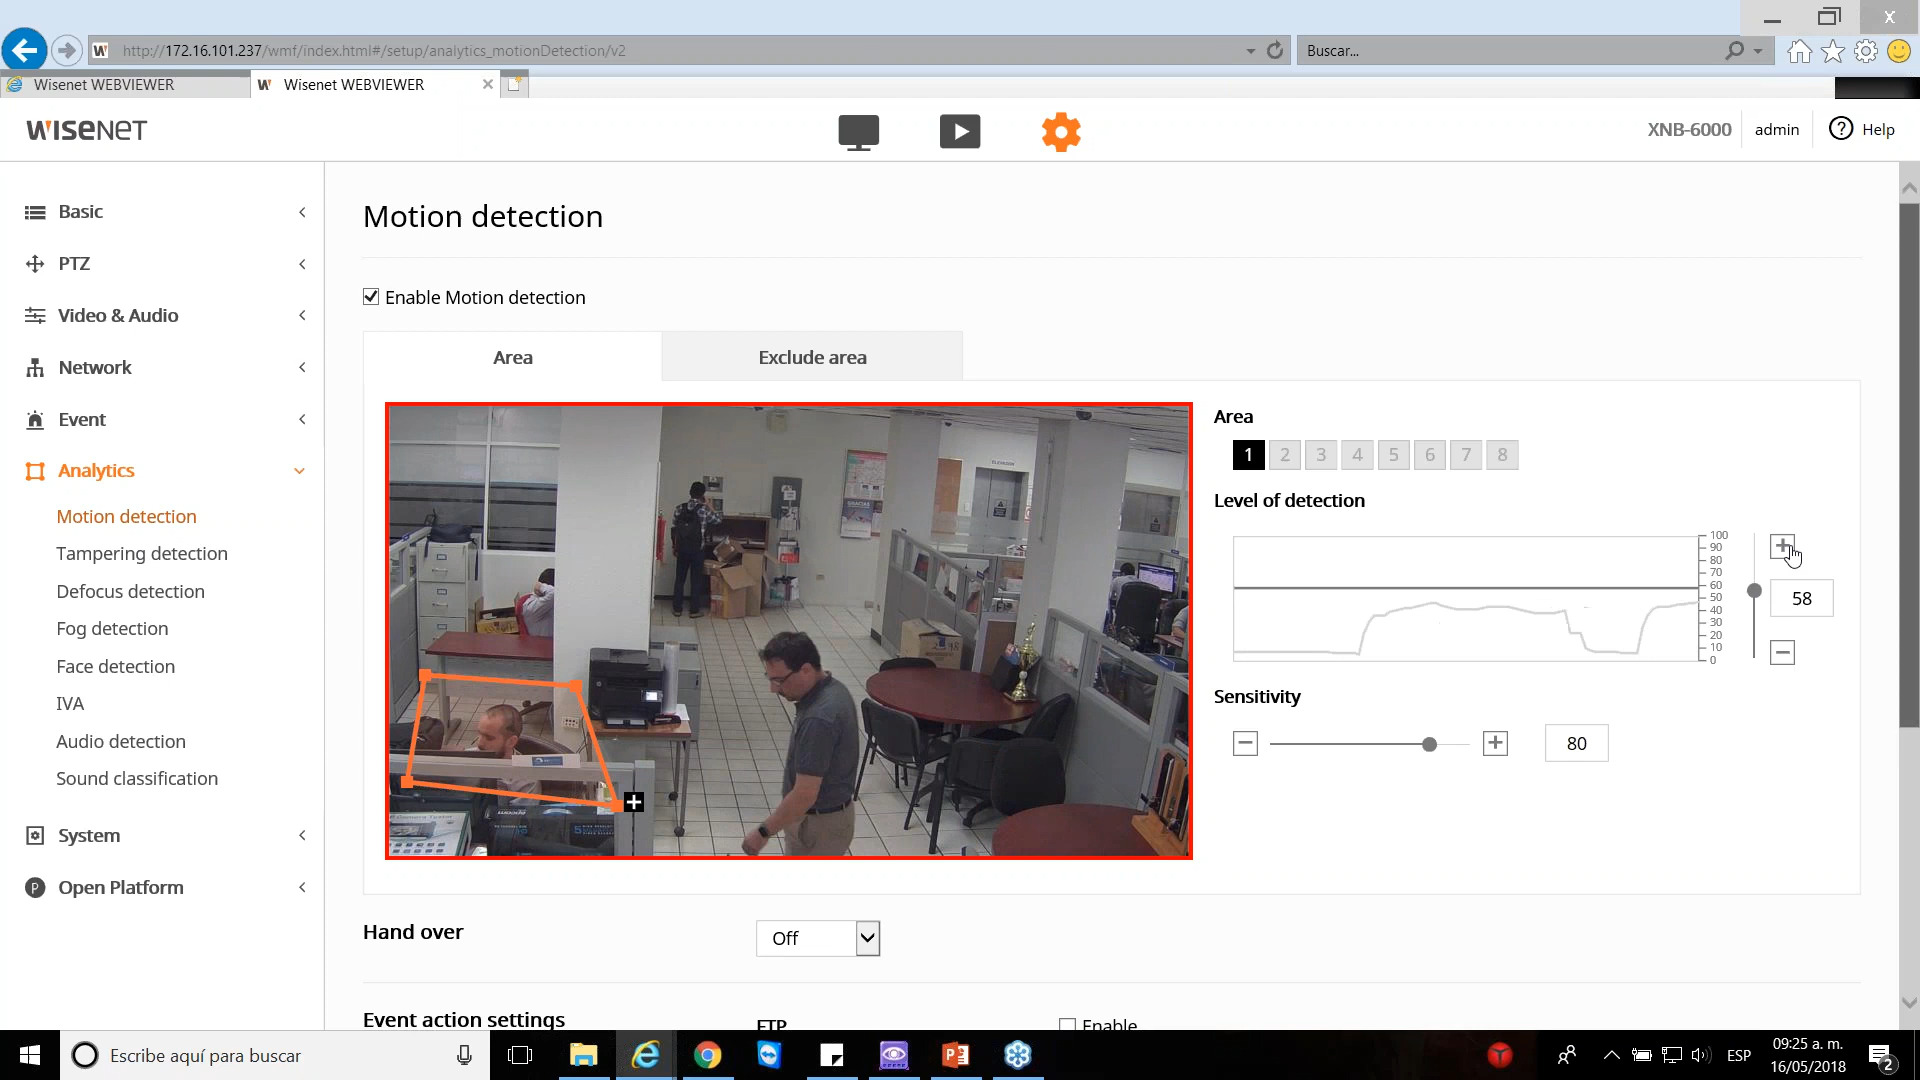 http://172.16.101.237/wmf/index.html#/setup/analytics_motionDetection/v2
Buscar...
Wisenet WEBVIEWER
Wisenet WEBVIEWER
WISENET
XNB-6000
admin
Help
Basic
PTZ
Video & Audio
Network
Event
Analytics
Motion detection
Tampering detection
Defocus detection
Fog detection
Face detection
IVA
Audio detection
Sound classification
System
Open Platform
Motion detection
Enable Motion detection
Area
Exclude area
GRACIAS
Area
1 2 3 4 5 6 7 8
Level of detection
100
90
80
70
60
50
40
30
20
10
0
58
Sensitivity
80
Hand over
Off
Event action settings
FTP
Enable
Escribe aquí para buscar
ESP
09:25 a. m.
16/05/2018
2